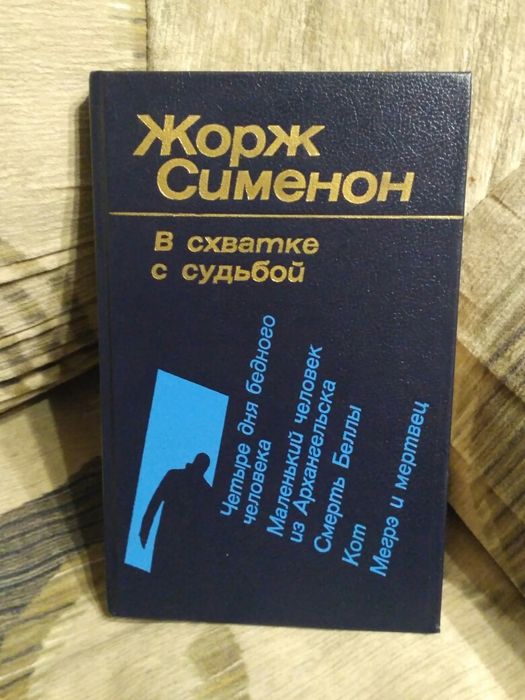 Жорж
Сименон
В схватке
с судьбой
Четыре дня бедного
человека
Маленький человек
из Архангельска
Смерть Беллы
Кот
Мегрэ и мертвец